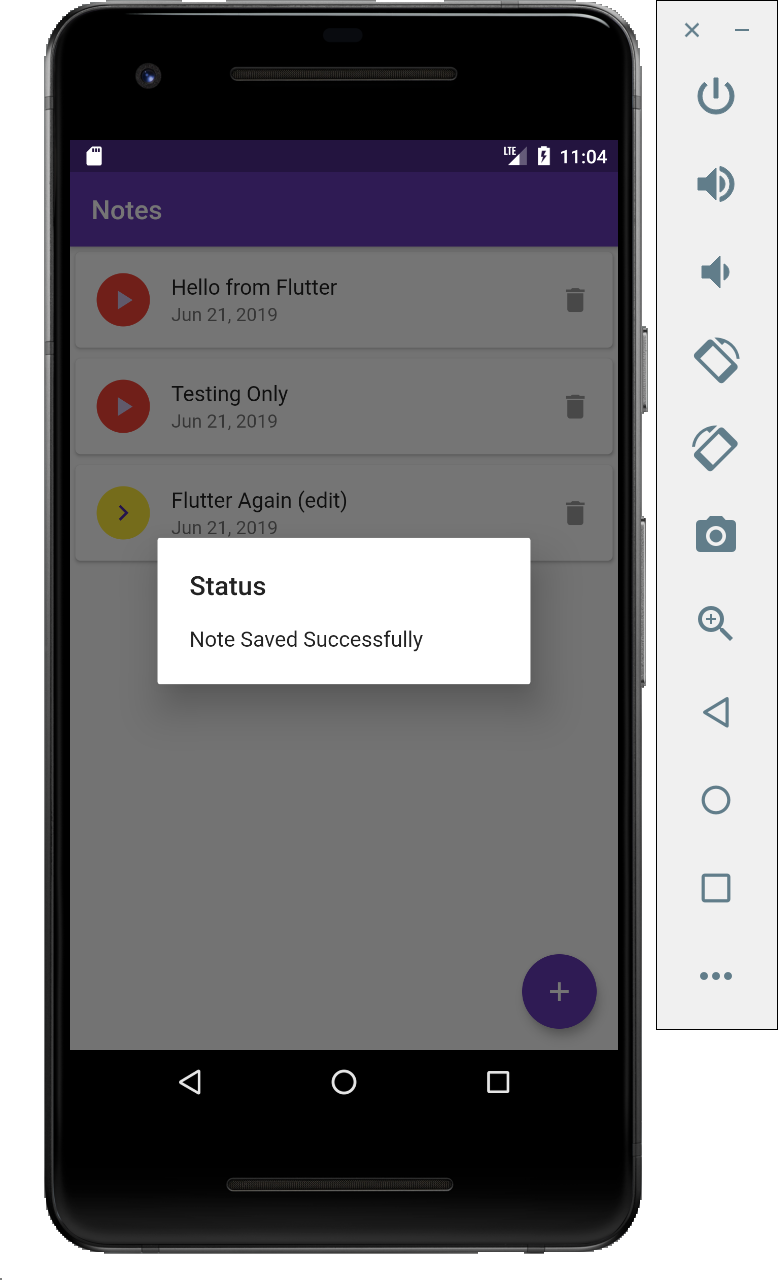 LTE 11:04
Notes
Hello from Flutter
Jun 21, 2019
Testing Only
Jun 21, 2019
Flutter Again (edit)
Jun 21, 2019
Status
Note Saved Successfully